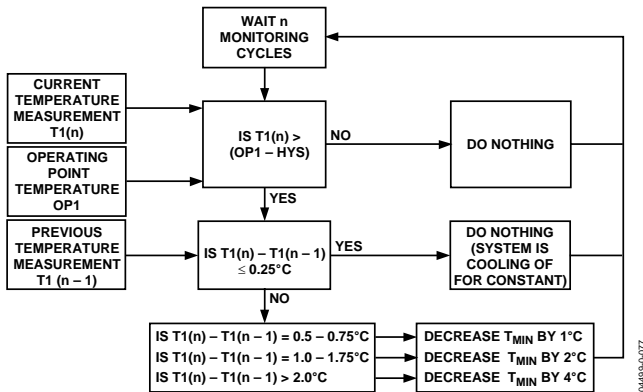 WAIT n
MONITORING
CYCLES
CURRENT
TEMPERATURE
MEASUREMENT
T1(n)
IS T1(n) >
(OP1 – HYS)
NO
DO NOTHING
OPERATING
POINT
TEMPERATURE
OP1
YES
PREVIOUS
TEMPERATURE
MEASUREMENT
T1 (n – 1)
IS T1(n) – T1(n – 1)
≤ 0.25°C
YES
DO NOTHING
(SYSTEM IS
COOLING OF
FOR CONSTANT)
NO
IS T1(n) – T1(n – 1) = 0.5 – 0.75°C
DECREASE TMIN BY 1°C
IS T1(n) – T1(n – 1) = 1.0 – 1.75°C
DECREASE TMIN BY 2°C
IS T1(n) – T1(n – 1) > 2.0°C
DECREASE TMIN BY 4°C